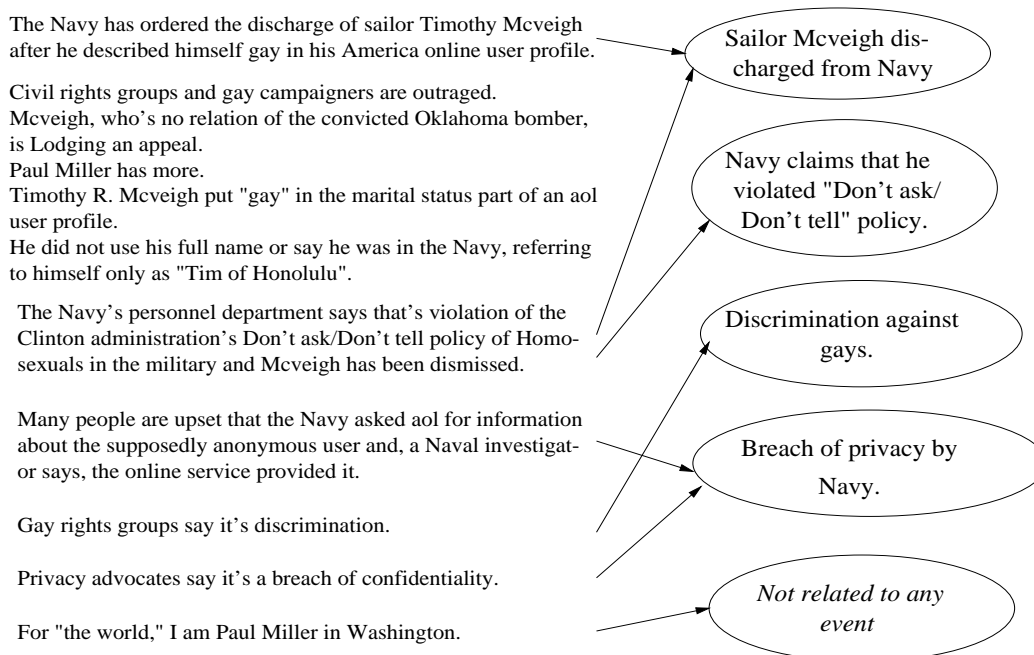 The Navy has ordered the discharge of sailor Timothy Mcveigh
after he described himself gay in his America online user profile.
Civil rights groups and gay campaigners are outraged.
Mcveigh, who's no relation of the convicted Oklahoma bomber,
is Lodging an appeal.
Paul Miller has more.
Timothy R. Mcveigh put "gay" in the marital status part of an aol
user profile.
He did not use his full name or say he was in the Navy, referring
to himself only as "Tim of Honolulu".
The Navy's personnel department says that's violation of the
Clinton administration's Don't ask/Don't tell policy of Homo-
sexuals in the military and Mcveigh has been dismissed.
Many people are upset that the Navy asked aol for information
about the supposedly anonymous user and, a Naval investigat-
or says, the online service provided it.
Gay rights groups say it's discrimination.
Privacy advocates say it's a breach of confidentiality.
For "the world," I am Paul Miller in Washington.
Sailor Mcveigh dis-
charged from Navy
Navy claims that he
violated "Don't ask/
Don't tell" policy.
Discrimination against
gays.
Breach of privacy by
Navy.
Not related to any
event